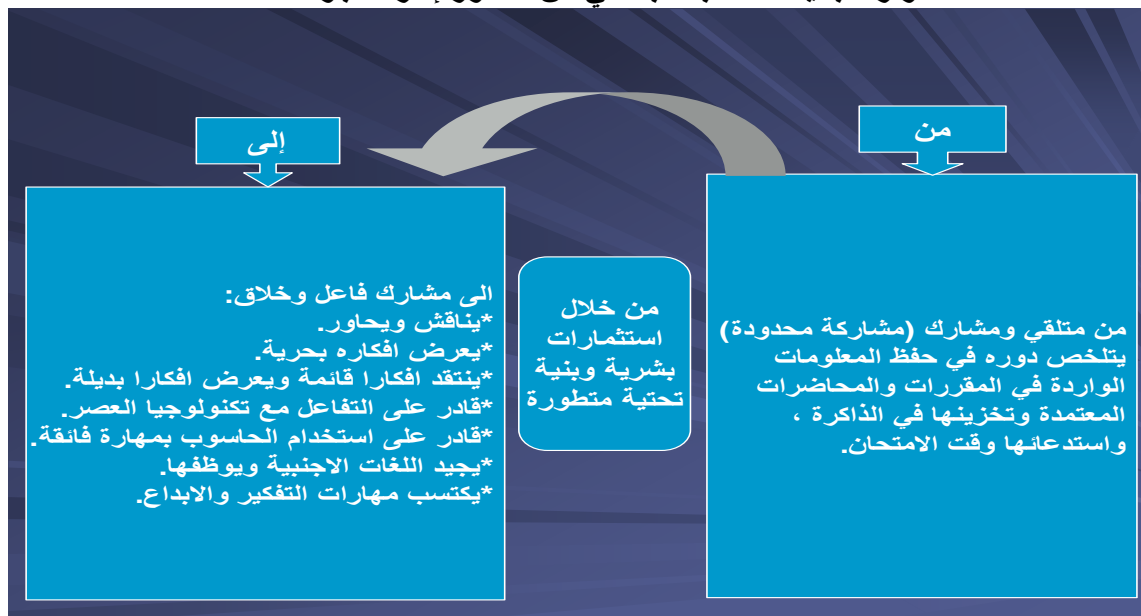 من
من متلقي ومشارك (مشاركة محدودة)
يتلخص دوره في حفظ المعلومات
الواردة في المقررات والمحاضرات
المعتمدة وتخزينها في الذاكرة ،
واستدعائها وقت الامتحان.
من خلال
استثمارات
بشرية وبنية
تحتية متطورة
إلى
الى مشارك فاعل وخلاق:
*يناقش ويحاور.
*يعرض افكاره بحرية.
*ينتقد افكارا قائمة ويعرض افكارا بديلة.
*قادر على التفاعل مع تكنولوجيا العصر.
*قادر على استخدام الحاسوب بمهارة فائقة.
*يجيد اللغات الاجنبية ويوظفها.
*يكتسب مهارات التفكير والابداع.